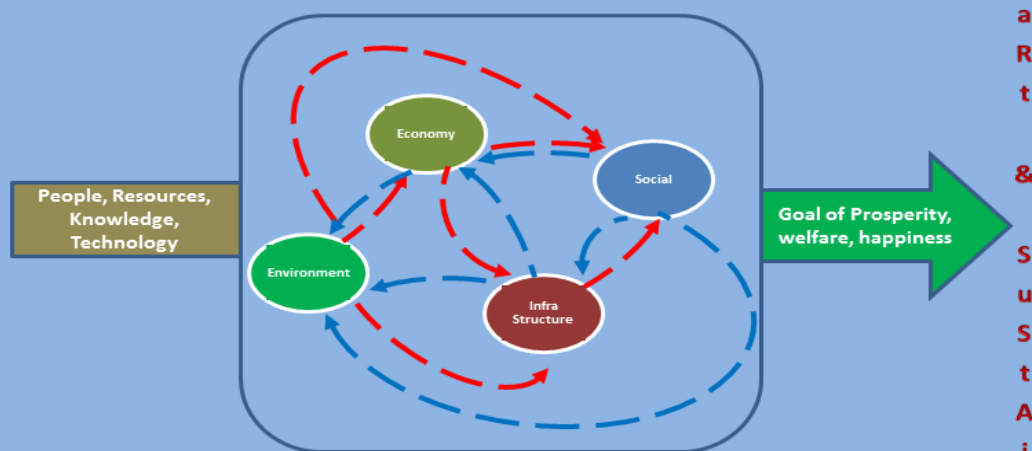 People, Resources,
Knowledge,
Technology
Economy
Social
Environment
Infra
Structure
Goal of Prosperity,
welfare, happiness
a
R
t
&
S
u
S
t
A
i